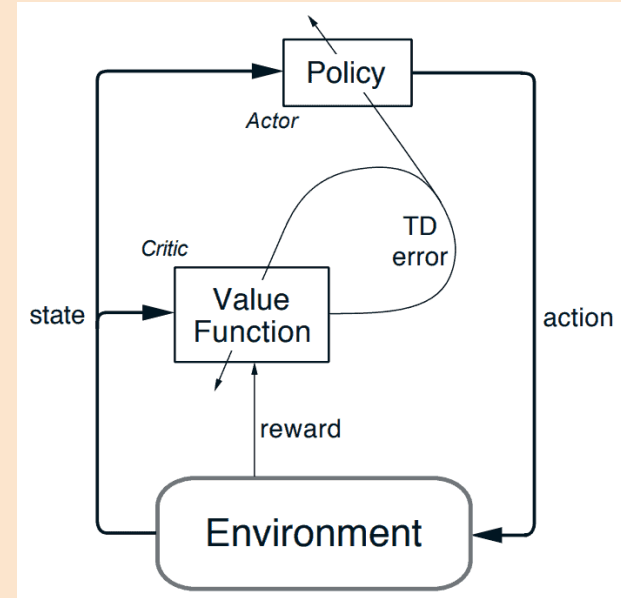 Policy
Actor
TD
error
Critic
Value
Function
state
action
reward
Environment